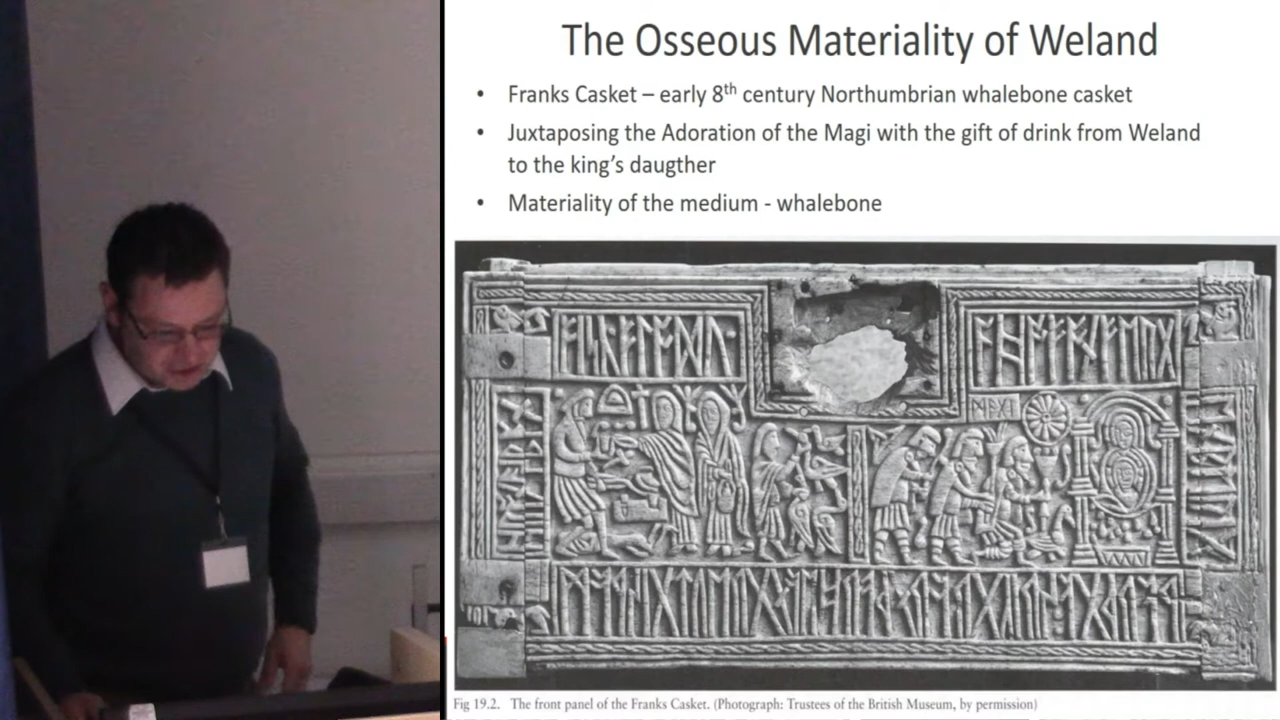 The Osseous Materiality of Weland
• Franks Casket – early 8th century Northumbrian whalebone casket
• Juxtaposing the Adoration of the Magi with the gift of drink from Weland
to the king's daugther
• Materiality of the medium - whalebone
ᛗᚫᚷᛁ
Fig 19.2. The front panel of the Franks Casket. (Photograph: Trustees of the British Museum, by permission)